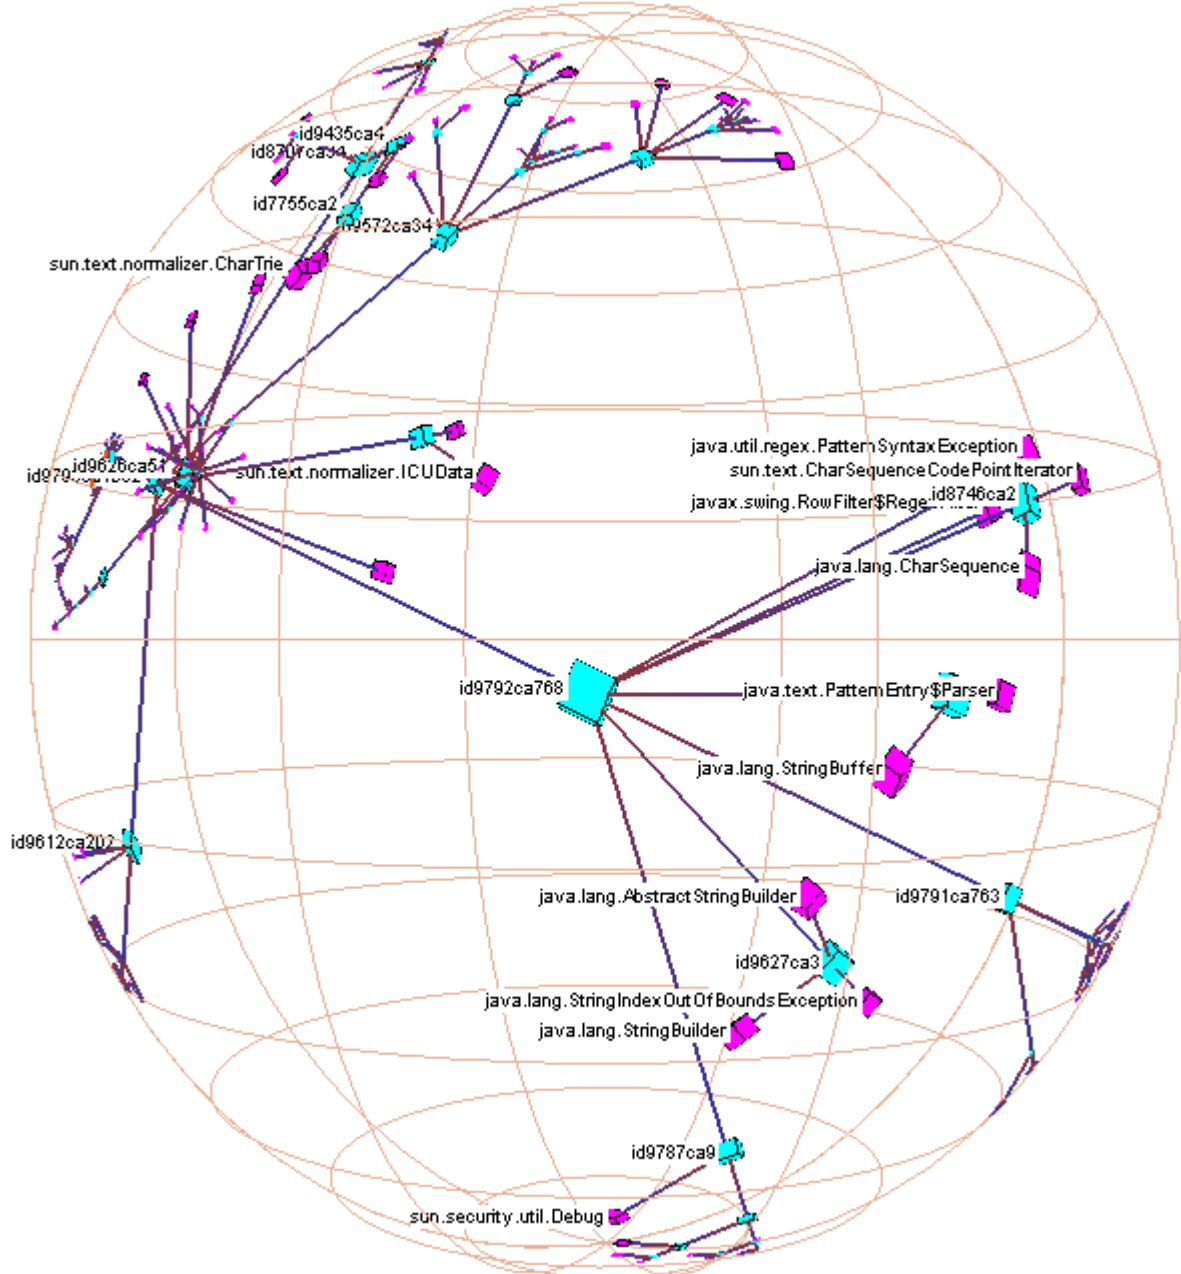 id9435ca4
id7755ca2
sun.text.normalizer.CharTrie
java.util.regex.PatternSyntaxException
id9626ca51
sun.text.normalizer.ICUData
sun.text.CharSequenceCodePointIterator
id8746ca2
java.lang.CharSequence
id9792ca768
java.text.PatternEntry$Parser
java.lang.StringBuffer
id9612ca202
java.lang.AbstractStringBuilder
id9791ca763
id9627ca3
java.lang.StringIndexOutOfBoundsException
java.lang.StringBuilder
id9787ca9
sun.security.util.Debug